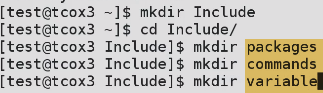 [test@tcox3 ~]$ mkdir Include
[test@tcox3 ~]$ cd Include/
[test@tcox3 Include]$ mkdir packages
[test@tcox3 Include]$ mkdir commands
[test@tcox3 Include]$ mkdir variable